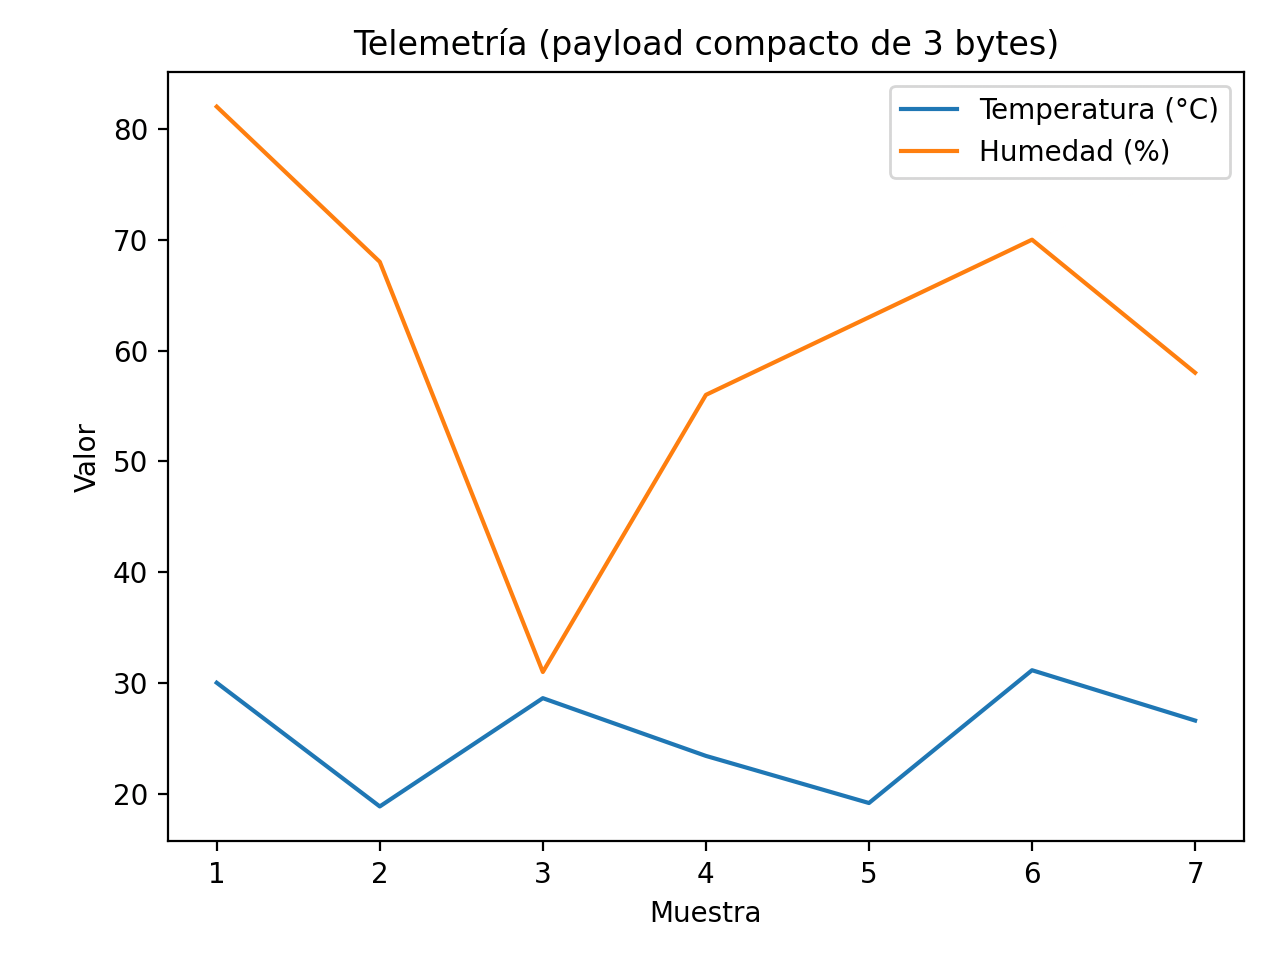 Telemetría (payload compacto de 3 bytes)
Temperatura (°C)
Humedad (%)
80
70
60
50
40
30
20
Valor
1 2 3 4 5 6 7
Muestra